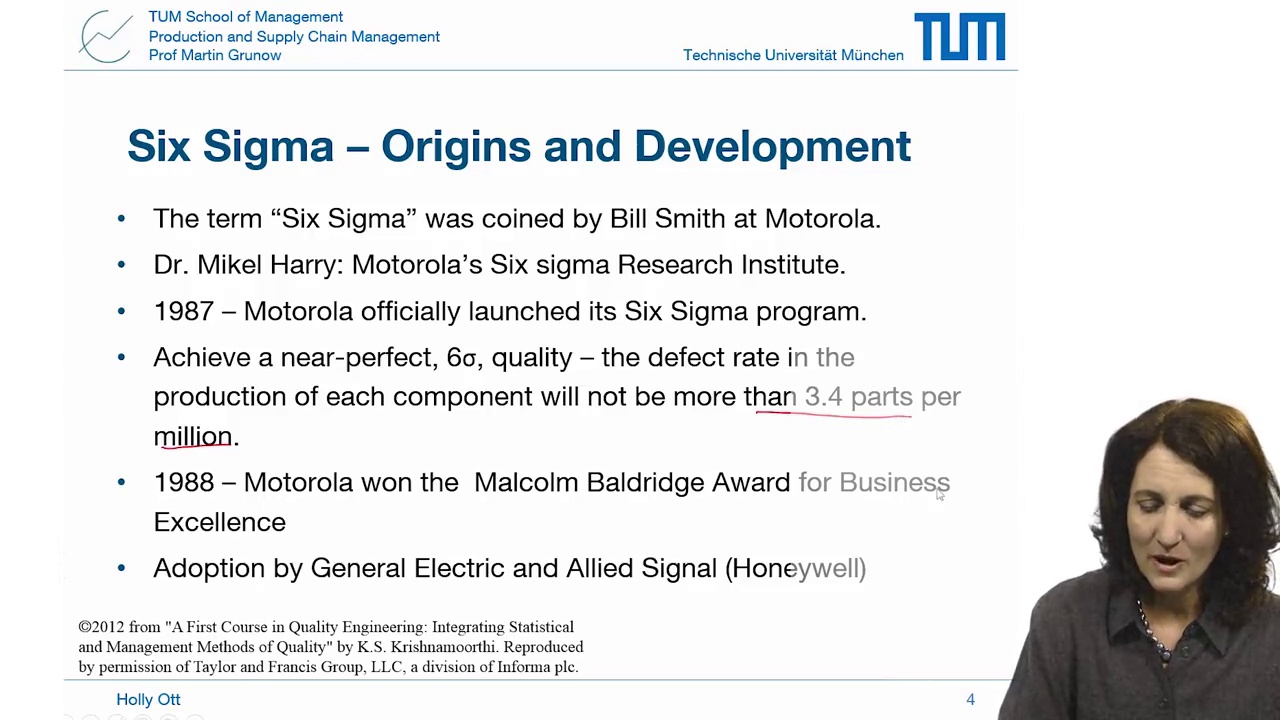 TUM School of Management
Production and Supply Chain Management
Prof Martin Grunow
Technische Universität München
TUM
Six Sigma – Origins and Development
• The term “Six Sigma” was coined by Bill Smith at Motorola.
• Dr. Mikel Harry: Motorola’s Six sigma Research Institute.
• 1987 – Motorola officially launched its Six Sigma program.
• Achieve a near-perfect, 6σ, quality – the defect rate in the
production of each component will not be more than 3.4 parts per
million.
• 1988 – Motorola won the Malcolm Baldridge Award for Business
Excellence
• Adoption by General Electric and Allied Signal (Honeywell)
©2012 from "A First Course in Quality Engineering: Integrating Statistical
and Management Methods of Quality" by K.S. Krishnamoorthi. Reproduced
by permission of Taylor and Francis Group, LLC, a division of Informa plc.
Holly Ott
4